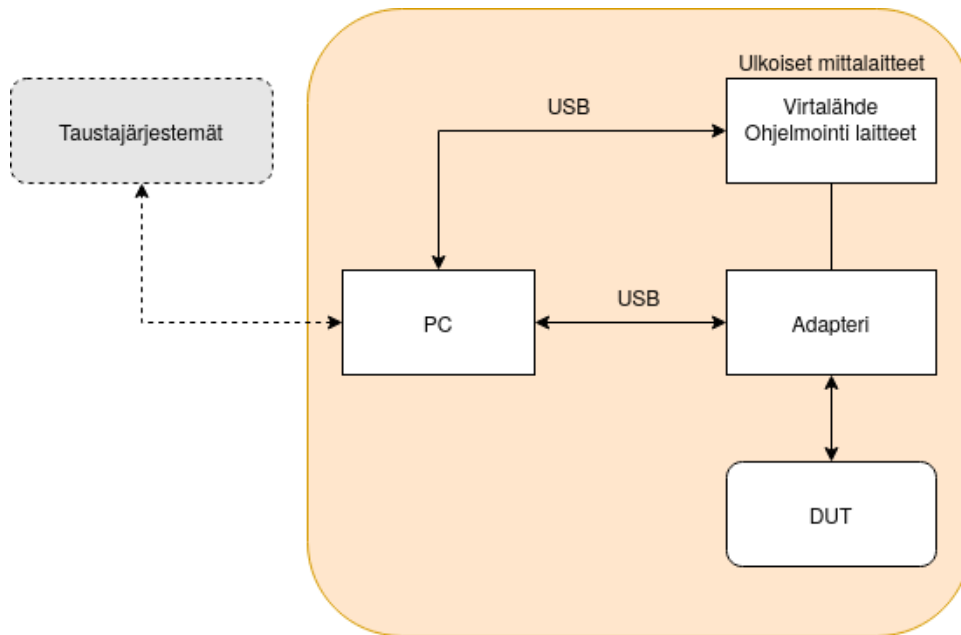 Ulkoiset mittalaitteet
Taustajärjestemät
USB
Virtalähde
Ohjelmointi laitteet
PC
USB
Adapteri
DUT